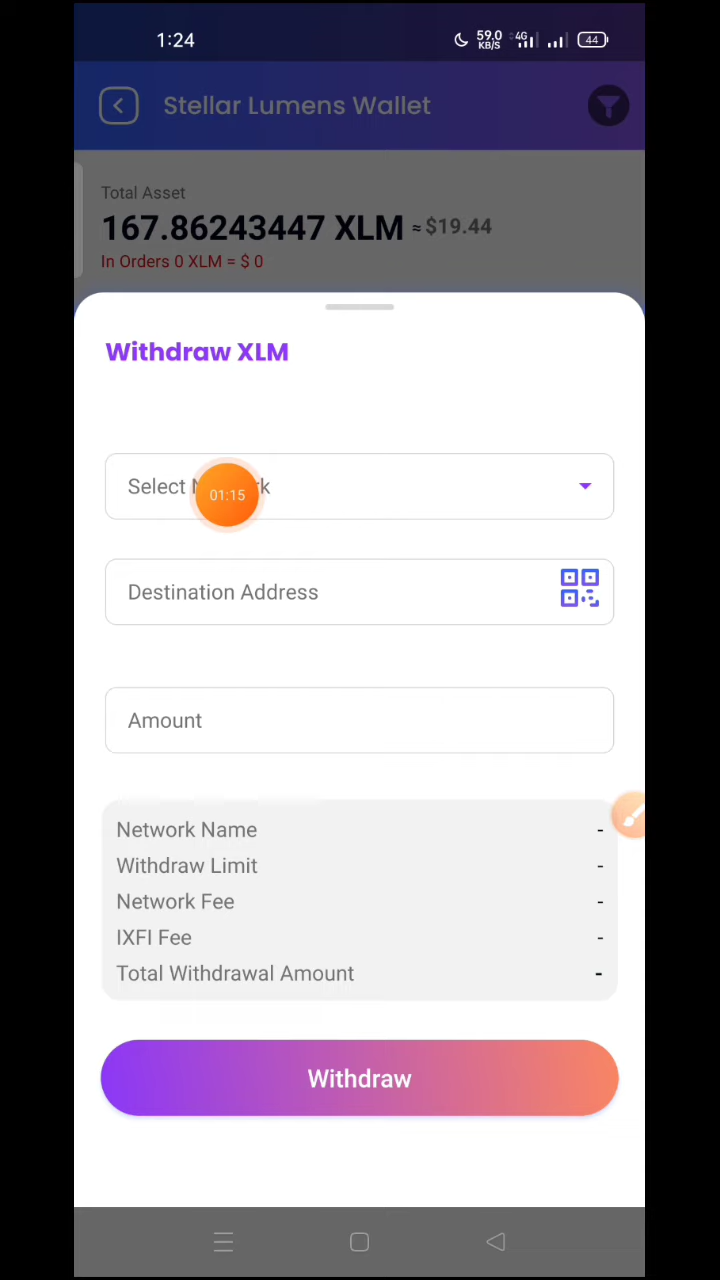 1:24
59.0
KB/S
4G
44
Stellar Lumens Wallet
Total Asset
167.86243447 XLM ≈ $19.44
In Orders 0 XLM = $ 0
Withdraw XLM
Select
01:15
Destination Address
Amount
Network Name -
Withdraw Limit -
Network Fee -
IXFI Fee -
Total Withdrawal Amount -
Withdraw